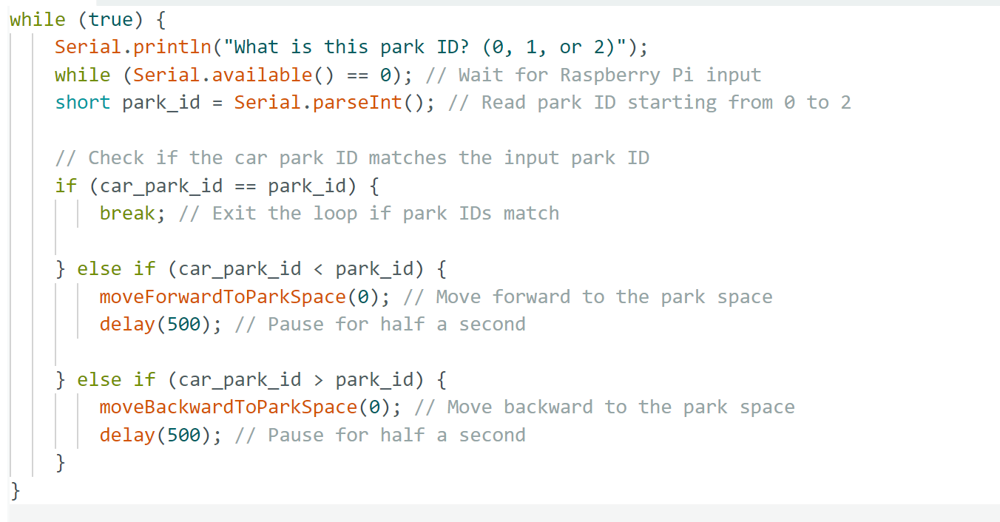 while (true) {
    Serial.println("What is this park ID? (0, 1, or 2)");
    while (Serial.available() == 0); // Wait for Raspberry Pi input
    short park_id = Serial.parseInt(); // Read park ID starting from 0 to 2

    // Check if the car park ID matches the input park ID
    if (car_park_id == park_id) {
        break; // Exit the loop if park IDs match

    } else if (car_park_id < park_id) {
        moveForwardToParkSpace(0); // Move forward to the park space
        delay(500); // Pause for half a second

    } else if (car_park_id > park_id) {
        moveBackwardToParkSpace(0); // Move backward to the park space
        delay(500); // Pause for half a second
    }
}